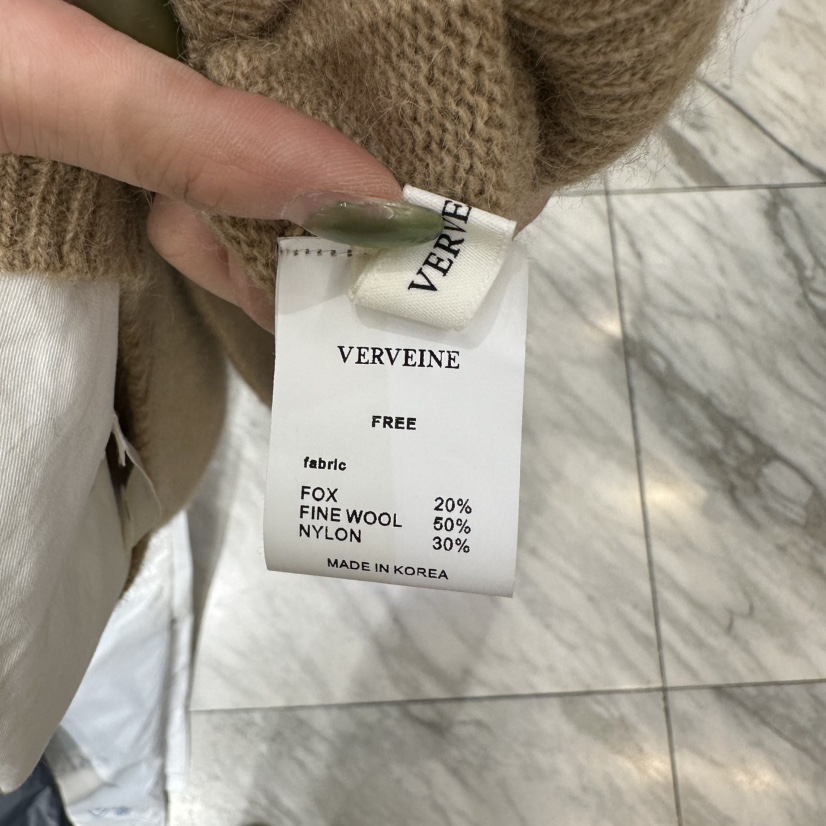 VERVE
VERVEINE
FREE
fabric
FOX 20%
FINE WOOL 50%
NYLON 30%
MADE IN KOREA